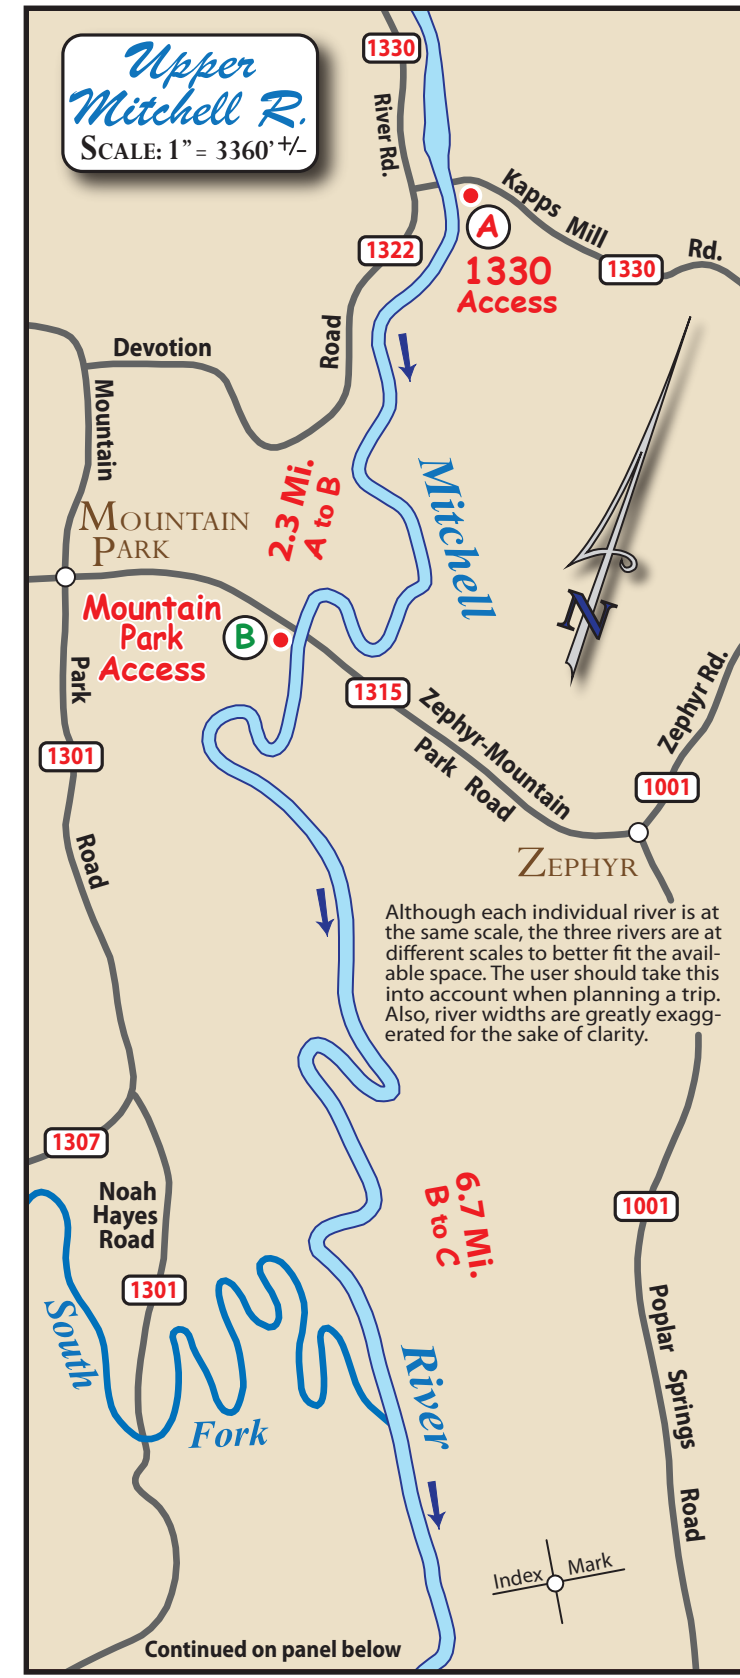 Upper
Mitchell R.
SCALE: 1” = 3360’ +/-
1330
River Rd.
Kapps Mill
Rd.
A
1322
1330
1330
Access
Devotion
Road
Mountain
Mitchell
2.3 Mi.
A to B
MOUNTAIN
PARK
Mountain
Park
Access
B
N
Park
1315
Zephyr-Mountain
Park Road
Zephyr Rd.
1301
1001
Road
ZEPHYR
Although each individual river is at
the same scale, the three rivers are at
different scales to better fit the avail-
able space. The user should take this
into account when planning a trip.
Also, river widths are greatly exagg-
erated for the sake of clarity.
1307
6.7 Mi.
B to C
Noah
Hayes
Road
1001
1301
South
Fork
River
Poplar Springs
Road
Index Mark
Continued on panel below